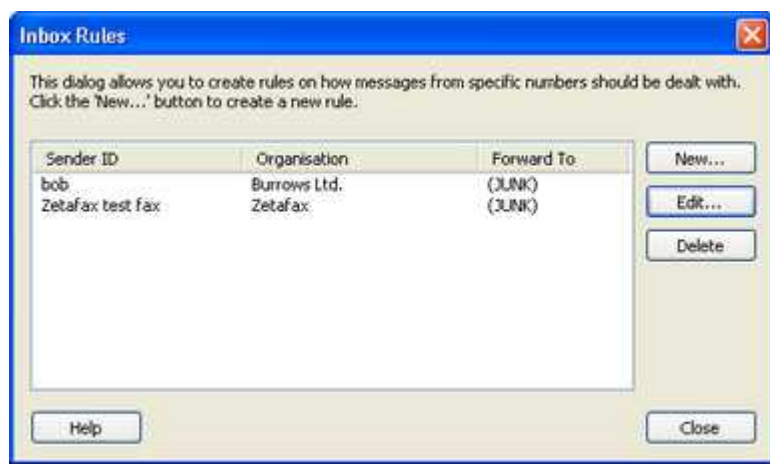 Inbox Rules
This dialog allows you to create rules on how messages from specific numbers should be dealt with.
Click the 'New...' button to create a new rule.
Sender ID Organisation Forward To
bob Burrows Ltd. (JUNK)
Zetafax test fax Zetafax (JUNK)
New...
Edit...
Delete
Help
Close